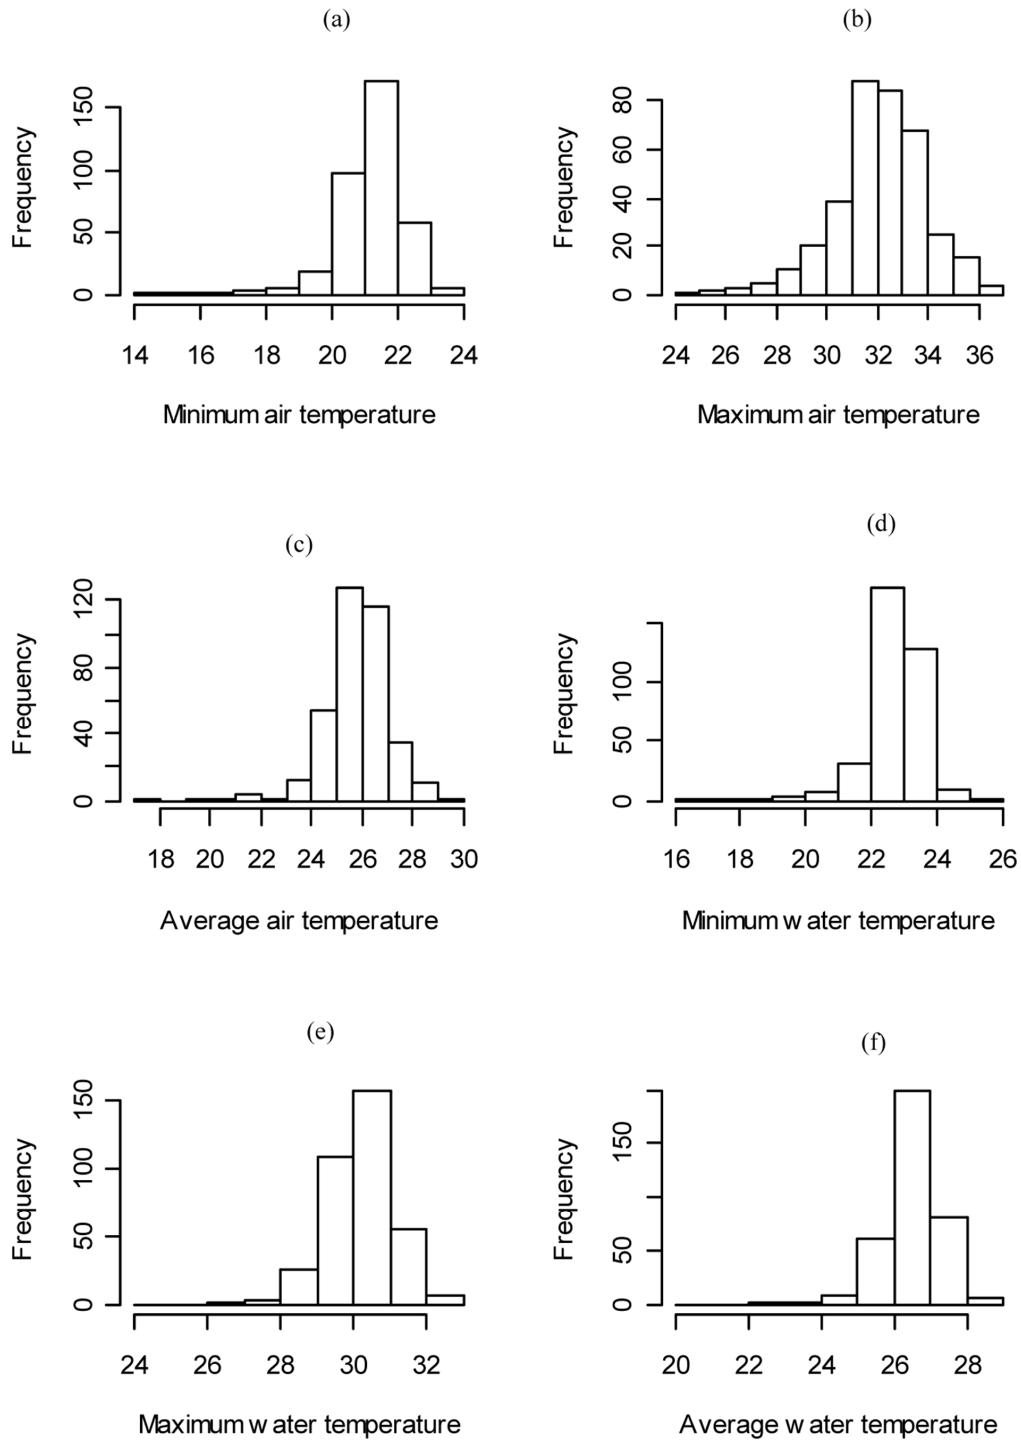 (a)
Frequency
0 50 100 150
14 16 18 20 22 24
Minimum air temperature
(b)
Frequency
0 20 40 60 80
24 26 28 30 32 34 36
Maximum air temperature
(c)
Frequency
0 40 80 120
18 20 22 24 26 28 30
Average air temperature
(d)
Frequency
0 50 100
16 18 20 22 24 26
Minimum water temperature
(e)
Frequency
0 50 100 150
24 26 28 30 32
Maximum water temperature
(f)
Frequency
0 50 150
20 22 24 26 28
Average water temperature